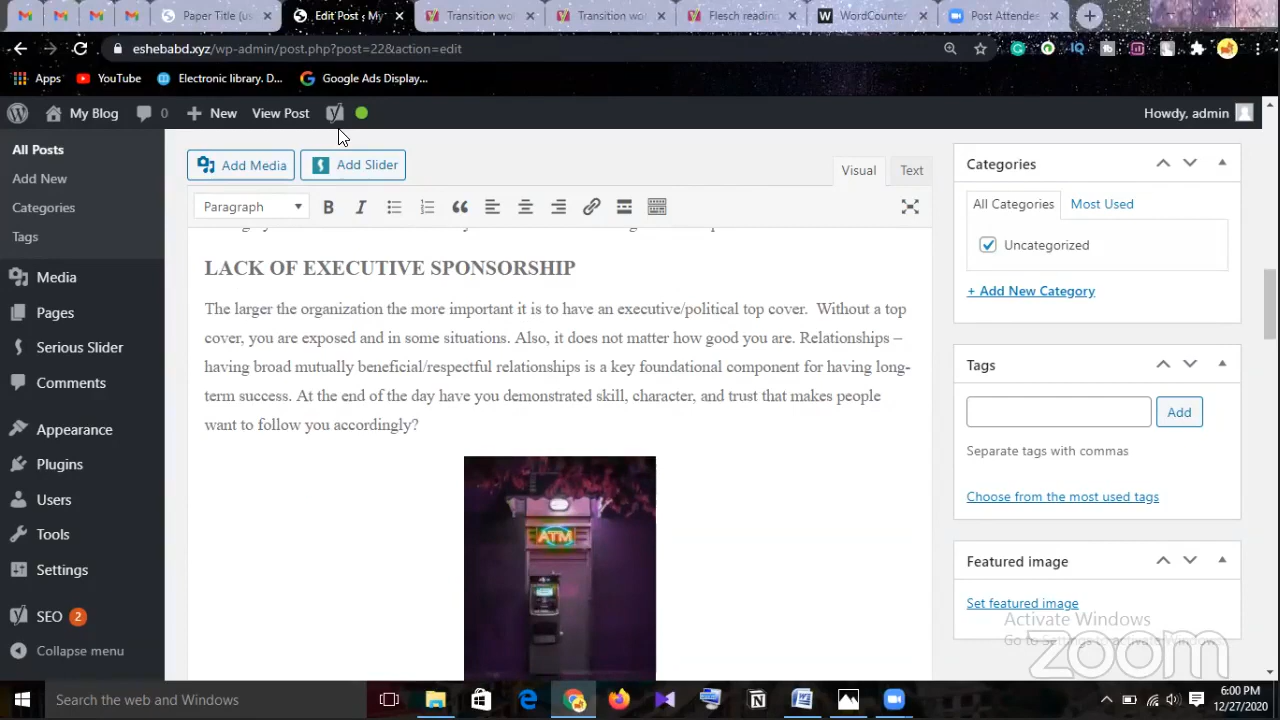 Paper Title (us
Edit Post ‹ My
Transition wo
Transition wo
Flesch readin
WordCounter
Post Attende
eshebabd.xyz/wp-admin/post.php?post=22&action=edit
Apps
YouTube
Electronic library. D...
Google Ads Display...
My Blog
0
New
View Post
Howdy, admin
All Posts
Add New
Categories
Tags
Media
Pages
Serious Slider
Comments
Appearance
Plugins
Users
Tools
Settings
SEO 2
Collapse menu
Add Media
Add Slider
Visual
Text
Paragraph
LACK OF EXECUTIVE SPONSORSHIP
The larger the organization the more important it is to have an executive/political top cover.  Without a top
cover, you are exposed and in some situations. Also, it does not matter how good you are. Relationships –
having broad mutually beneficial/respectful relationships is a key foundational component for having long-
term success. At the end of the day have you demonstrated skill, character, and trust that makes people
want to follow you accordingly?
ATM
Categories
All Categories
Most Used
Uncategorized
+ Add New Category
Tags
Add
Separate tags with commas
Choose from the most used tags
Featured image
Set featured image
Activate Windows
Go to Settings to activate Windows.
zoom
Search the web and Windows
6:00 PM
12/27/2020